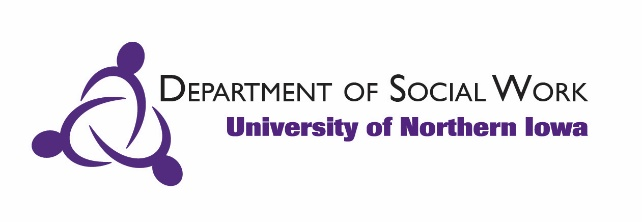 DEPARTMENT OF SOCIAL WORK
University of Northern Iowa